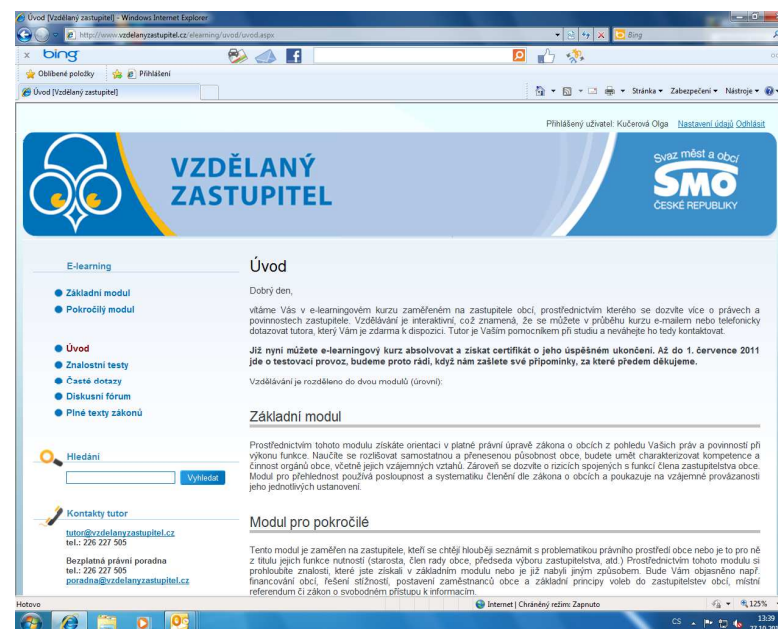 Úvod [Vzdělaný zastupitel] - Windows Internet Explorer
http://www.vzdelanyzastupitel.cz/elearning/uvod/uvod.aspx
Bing
bing
Oblíbené položky
Přihlášení
Úvod [Vzdělaný zastupitel]
Stránka
Zabezpečení
Nástroje
Přihlášený uživatel: Kučerová Olga Nastavení údajů Odhlásit
VZDĚLANÝ
ZASTUPITEL
Svaz měst a obcí
SMO
ČESKÉ REPUBLIKY
E-learning
Základní modul
Pokročilý modul
Úvod
Znalostní testy
Časté dotazy
Diskusní fórum
Plné texty zákonů
Hledání
Vyhledat
Kontakty tutor
tutor@vzdelanyzastupitel.cz
tel.: 226 227 505
Bezplatná právní poradna
tel.: 226 227 505
poradna@vzdelanyzastupitel.cz
Úvod
Dobrý den,
vítáme Vás v e-learningovém kurzu zaměřeném na zastupitele obcí, prostřednictvím kterého se dozvíte více o právech a
povinnostech zastupitele. Vzdělávání je interaktivní, což znamená, že se můžete v průběhu kurzu e-mailem nebo telefonicky
dotazovat tutora, který Vám je zdarma k dispozici. Tutor je Vaším pomocníkem při studiu a neváhejte ho tedy kontaktovat.
Již nyní můžete e-learningový kurz absolvovat a získat certifikát o jeho úspěšném ukončení. Až do 1. července 2011
jde o testovací provoz, budeme proto rádi, když nám zašlete své připomínky, za které předem děkujeme.
Vzdělávání je rozděleno do dvou modulů (úrovní):
Základní modul
Prostřednictvím tohoto modulu získáte orientaci v platné právní úpravě zákona o obcích z pohledu Vašich práv a povinností při
výkonu funkce. Naučíte se rozlišovat samostatnou a přenesenou působnost obce, budete umět charakterizovat kompetence a
činnost orgánů obce, včetně jejich vzájemných vztahů. Zároveň se dozvíte o rizicích spojených s funkcí člena zastupitelstva obce.
Modul pro přehlednost používá posloupnost a systematiku členění dle zákona o obcích a poukazuje na vzájemné provázanosti
jeho jednotlivých ustanovení.
Modul pro pokročilé
Tento modul je zaměřen na zastupitele, kteří se chtějí hlouběji seznámit s problematikou právního prostředí obce nebo je to pro ně
z titulu jejich funkce nutností (starosta, člen rady obce, předseda výboru zastupitelstva, atd.) Prostřednictvím tohoto modulu si
prohloubíte znalosti, které jste získali v základním modulu nebo je již nabyli jiným způsobem. Bude Vám objasněno např.
financování obcí, řešení stížností, postavení zaměstnanců obce a základní principy voleb do zastupitelstev obcí, místní
referendum či zákon o svobodném přístupu k informacím.
Hotovo
Internet | Chráněný režim: Zapnuto
125%
CS
13:39